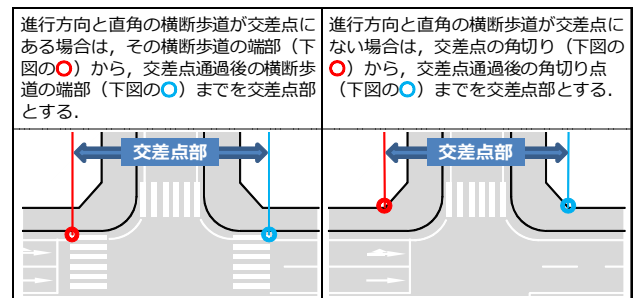 進行方向と直角の横断歩道が交差点に
ある場合は，その横断歩道の端部（下
図の〇）から，交差点通過後の横断歩
道の端部（下図の〇）までを交差点部
とする．
進行方向と直角の横断歩道が交差点に
ない場合は，交差点の角切り（下図の
〇）から，交差点通過後の角切り点
（下図の〇）までを交差点部とする．
交差点部
交差点部